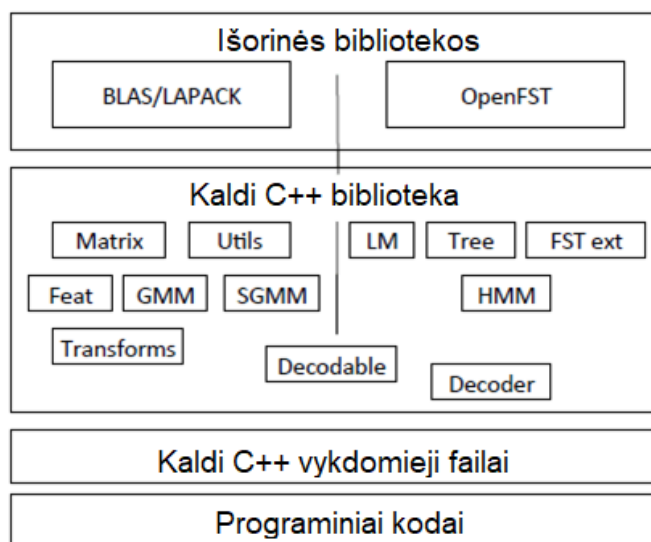 Išorinės bibliotekos
BLAS/LAPACK OpenFST
Kaldi C++ biblioteka
Matrix Utils LM Tree FST ext
Feat GMM SGMM HMM
Transforms
Decodable
Decoder
Kaldi C++ vykdomieji failai
Programiniai kodai